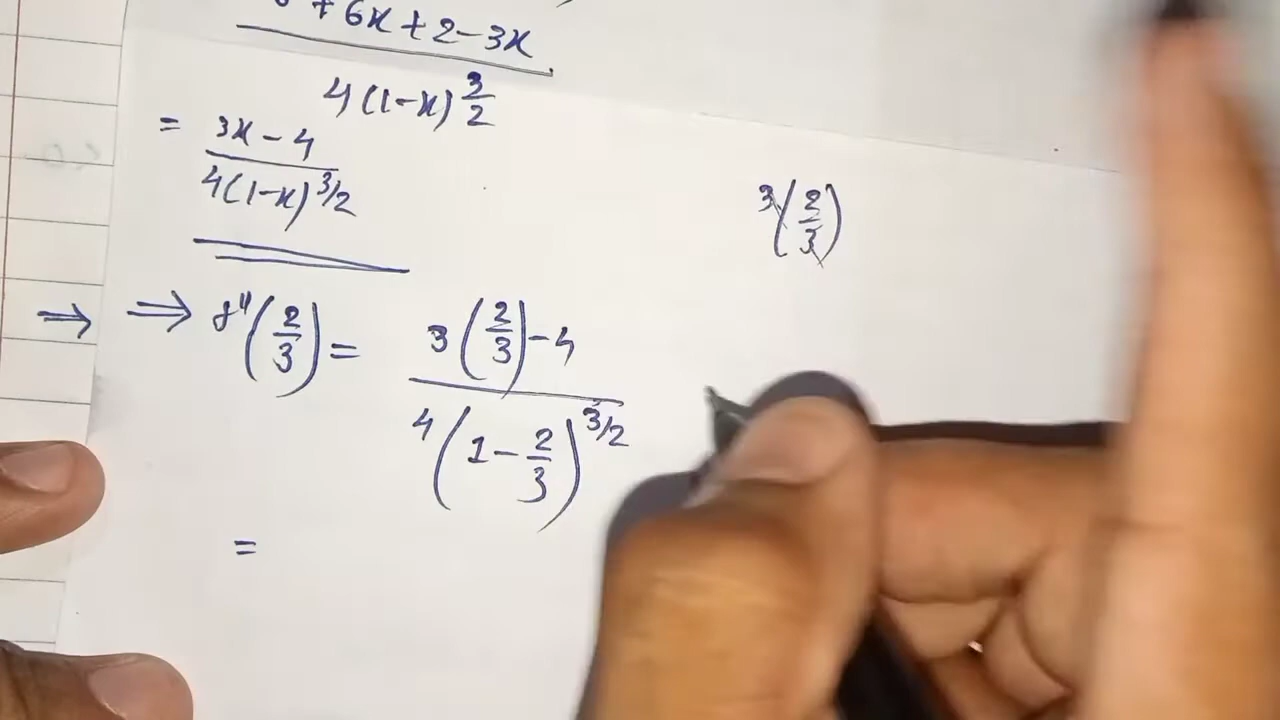 + 6x + 2 - 3x
4(1-x) 3/2
= 3x - 4
4(1-x)^3/2
3(2/3)
⇒ ⇒ f"(2/3) = 3(2/3) - 4
4(1 - 2/3)^3/2
=